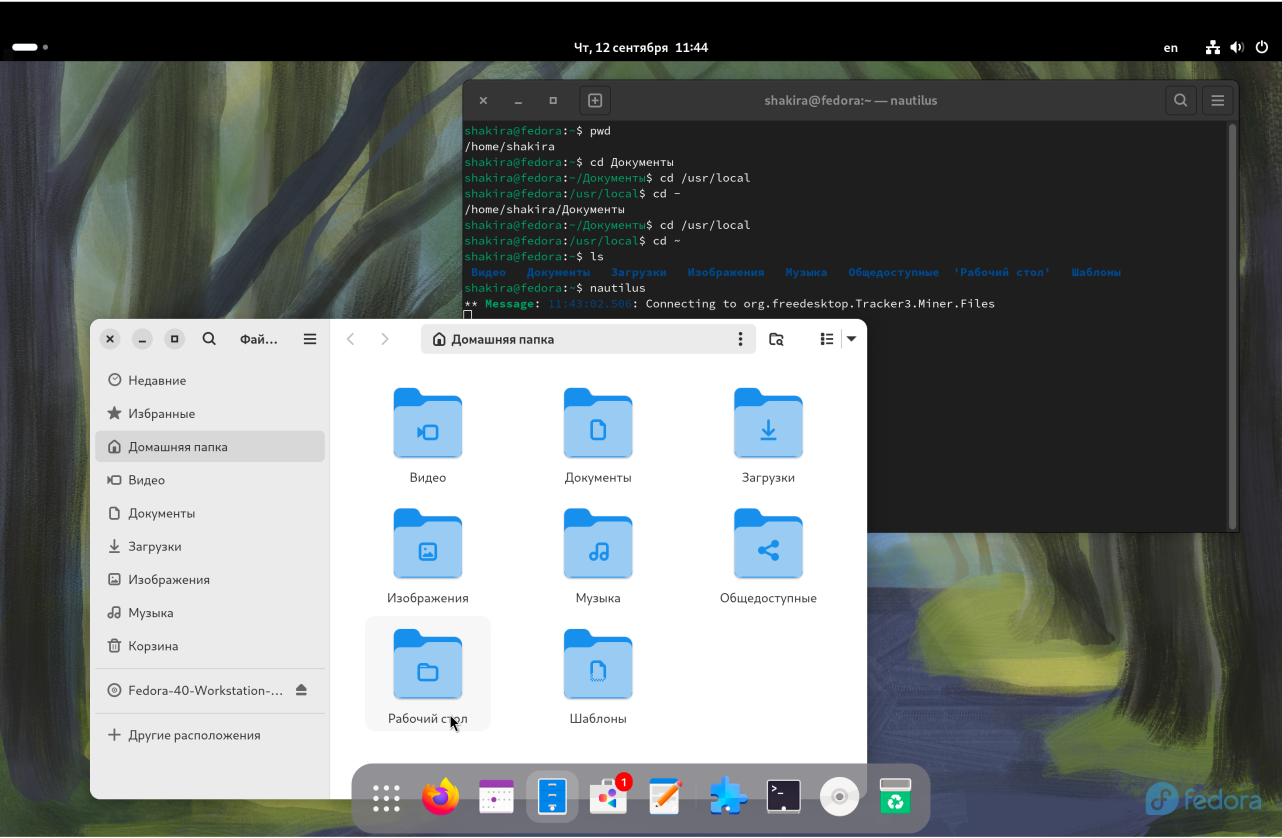 Чт, 12 сентября 11:44
en
shakira@fedora:~ — nautilus
shakira@fedora:~$ pwd
/home/shakira
shakira@fedora:~$ cd Документы
shakira@fedora:~/Документы$ cd /usr/local
shakira@fedora:/usr/local$ cd -
/home/shakira/Документы
shakira@fedora:~/Документы$ cd /usr/local
shakira@fedora:/usr/local$ cd ~
shakira@fedora:~$ ls
Видео Документы Загрузки Изображения Музыка Общедоступные 'Рабочий стол' Шаблоны
shakira@fedora:~$ nautilus
** Message: 11:43:02.506: Connecting to org.freedesktop.Tracker3.Miner.Files
Фай...
Домашняя папка
Недавние
Избранные
Домашняя папка
Видео
Документы
Загрузки
Изображения
Музыка
Корзина
Fedora-40-Workstation-...
Другие расположения
Видео
Документы
Загрузки
Изображения
Музыка
Общедоступные
Рабочий стол
Шаблоны
1
>_
fedora